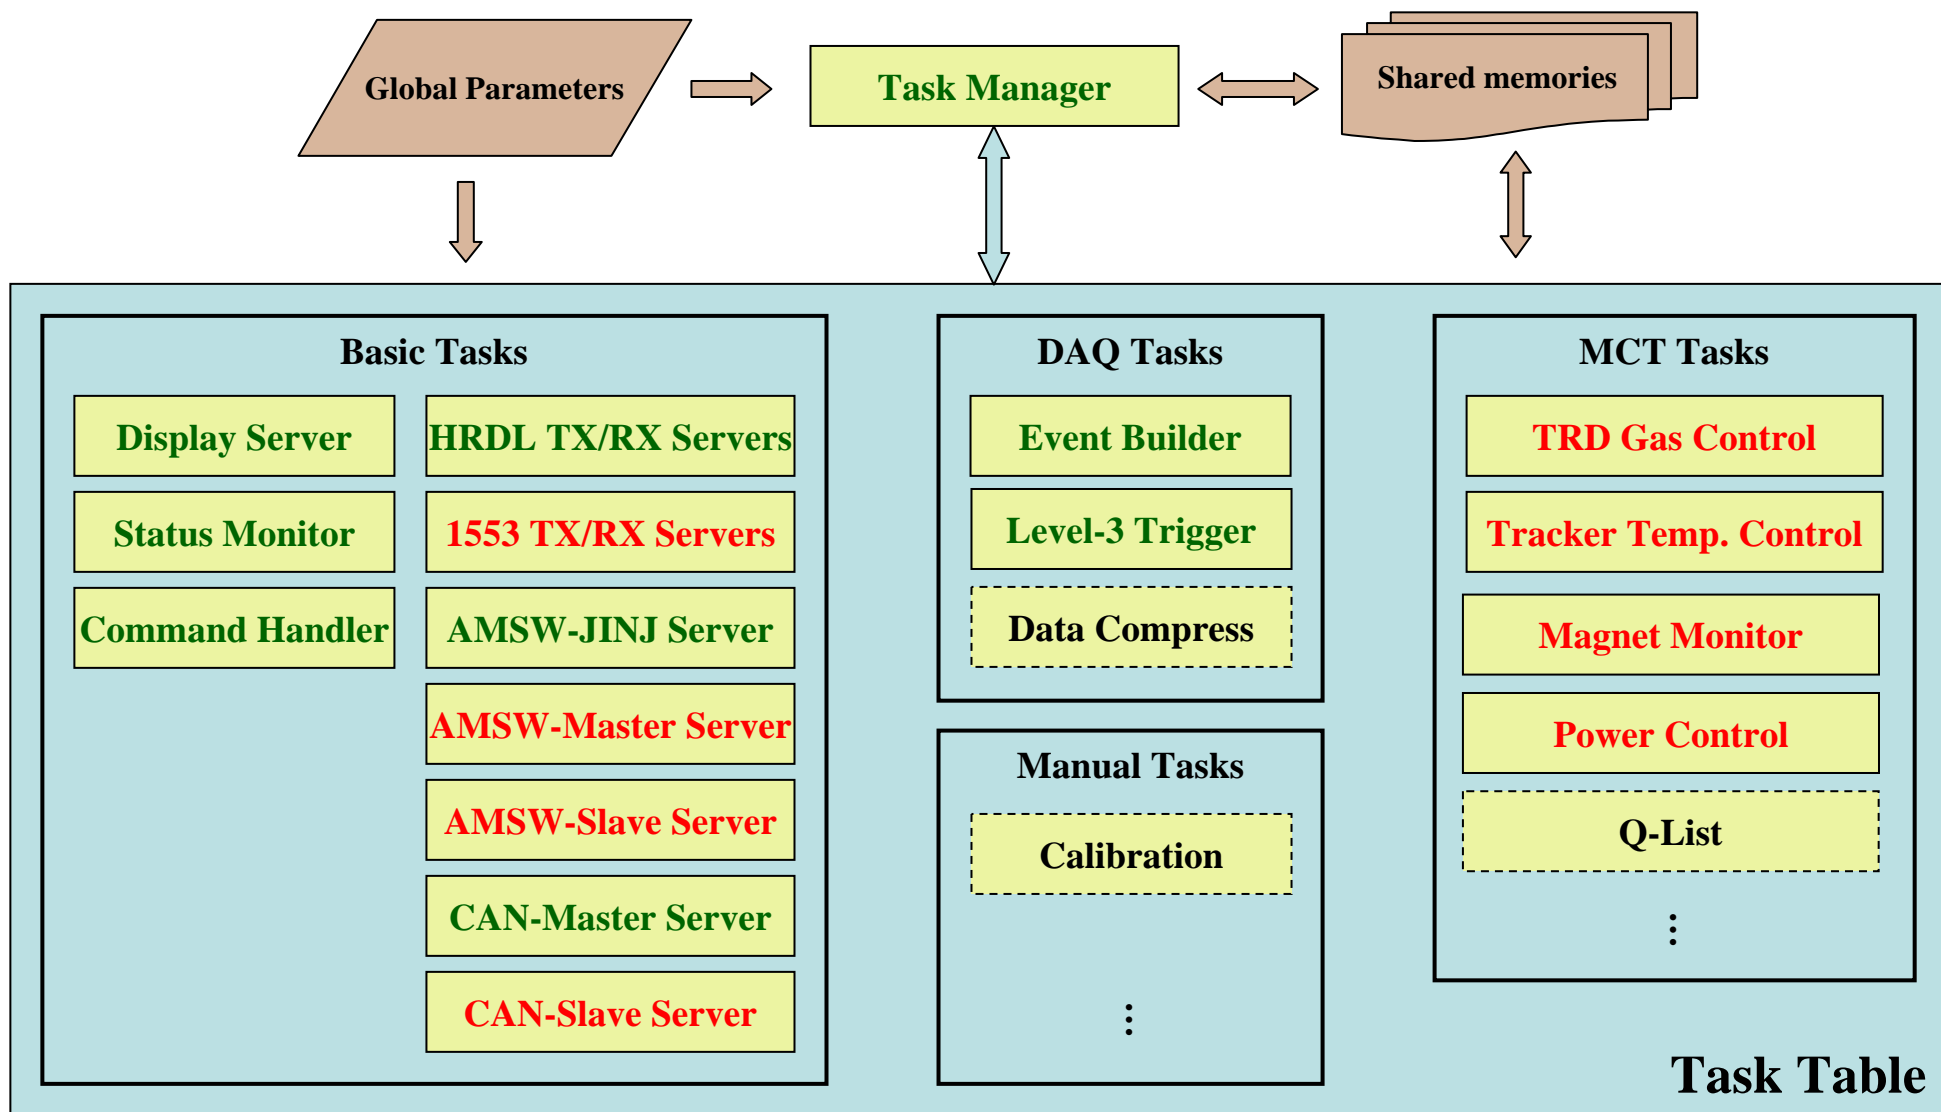 Global Parameters
Task Manager
Shared memories
Basic Tasks
Display Server
Status Monitor
Command Handler
HRDL TX/RX Servers
1553 TX/RX Servers
AMSW-JINJ Server
AMSW-Master Server
AMSW-Slave Server
CAN-Master Server
CAN-Slave Server
DAQ Tasks
Event Builder
Level-3 Trigger
Data Compress
Manual Tasks
Calibration
...
MCT Tasks
TRD Gas Control
Tracker Temp. Control
Magnet Monitor
Power Control
Q-List
...
Task Table